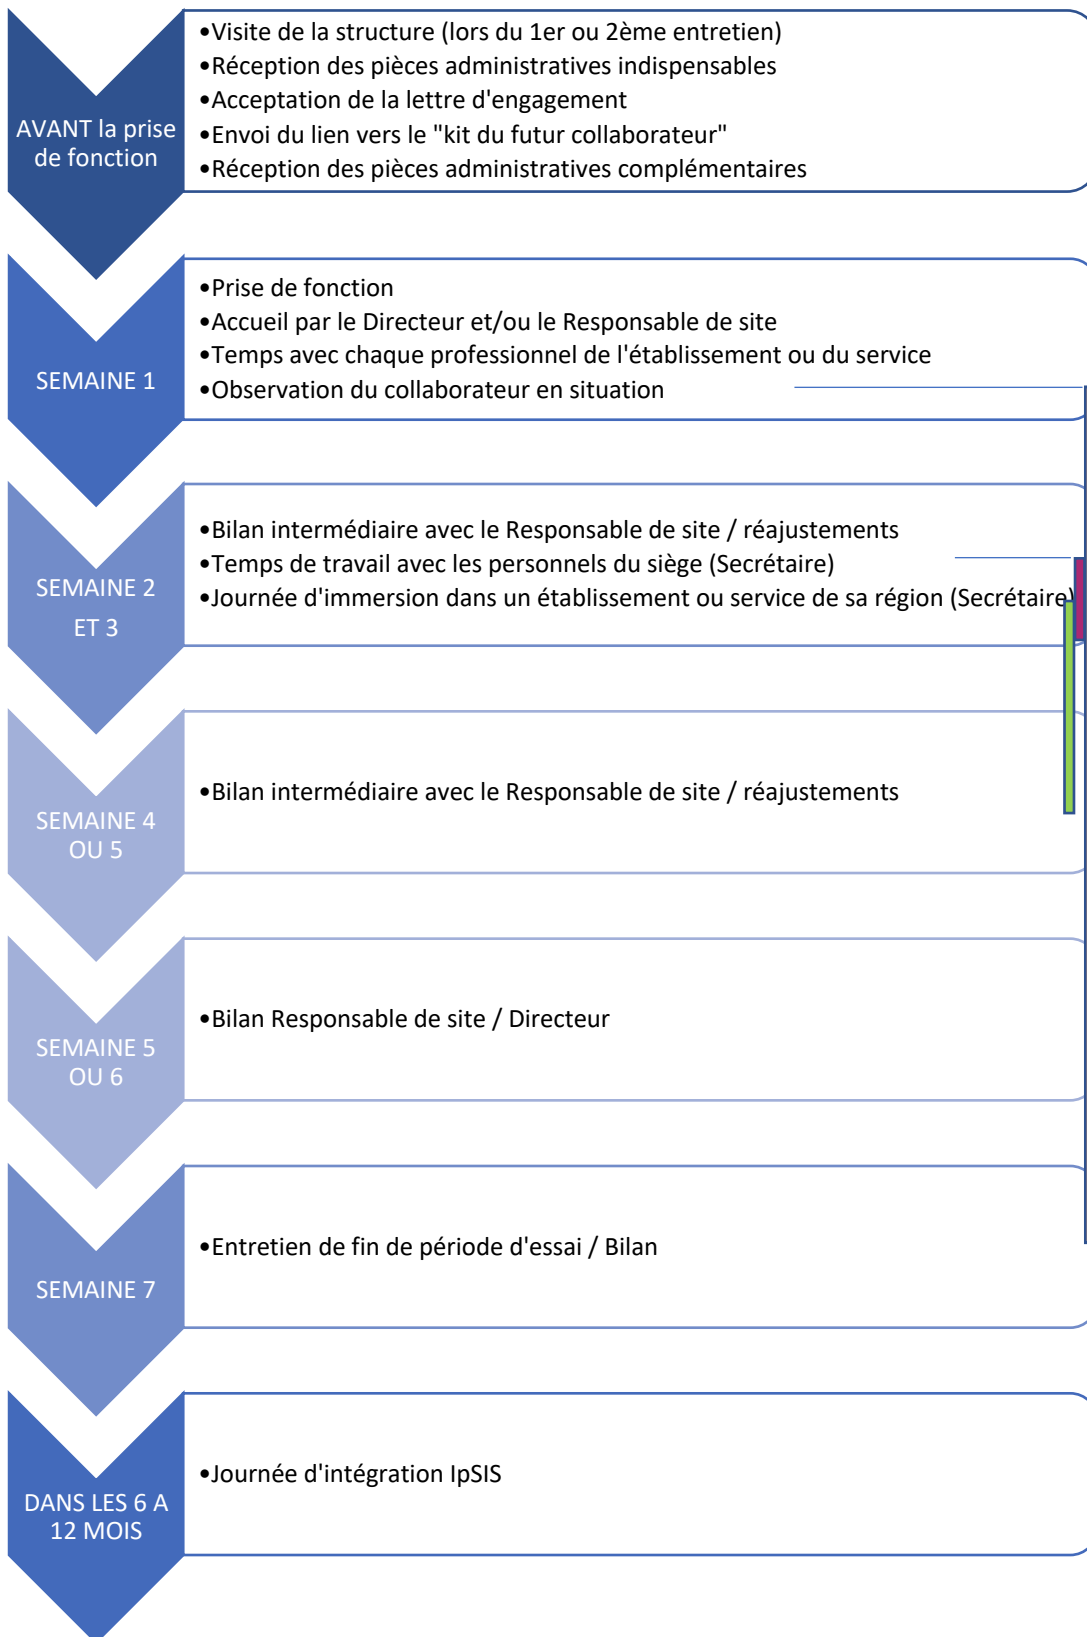 AVANT la prise
de fonction
•Visite de la structure (lors du 1er ou 2ème entretien)
•Réception des pièces administratives indispensables
•Acceptation de la lettre d'engagement
•Envoi du lien vers le "kit du futur collaborateur"
•Réception des pièces administratives complémentaires
SEMAINE 1
•Prise de fonction
•Accueil par le Directeur et/ou le Responsable de site
•Temps avec chaque professionnel de l'établissement ou du service
•Observation du collaborateur en situation
SEMAINE 2
ET 3
•Bilan intermédiaire avec le Responsable de site / réajustements
•Temps de travail avec les personnels du siège (Secrétaire)
•Journée d'immersion dans un établissement ou service de sa région (Secrétaire)
SEMAINE 4
OU 5
•Bilan intermédiaire avec le Responsable de site / réajustements
SEMAINE 5
OU 6
•Bilan Responsable de site / Directeur
SEMAINE 7
•Entretien de fin de période d'essai / Bilan
DANS LES 6 A
12 MOIS
•Journée d'intégration IpSIS